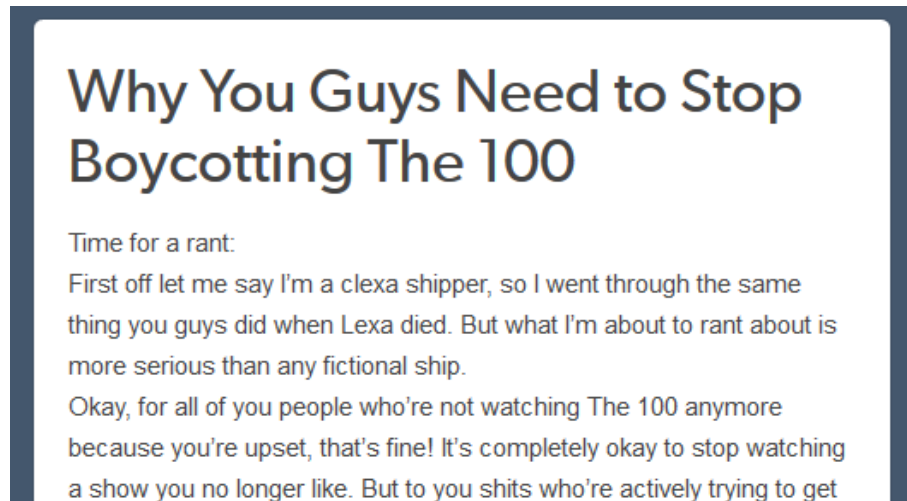 Why You Guys Need to Stop
Boycotting The 100
Time for a rant:
First off let me say I’m a clexa shipper, so I went through the same
thing you guys did when Lexa died. But what I’m about to rant about is
more serious than any fictional ship.
Okay, for all of you people who’re not watching The 100 anymore
because you’re upset, that’s fine! It’s completely okay to stop watching
a show you no longer like. But to you shits who’re actively trying to get